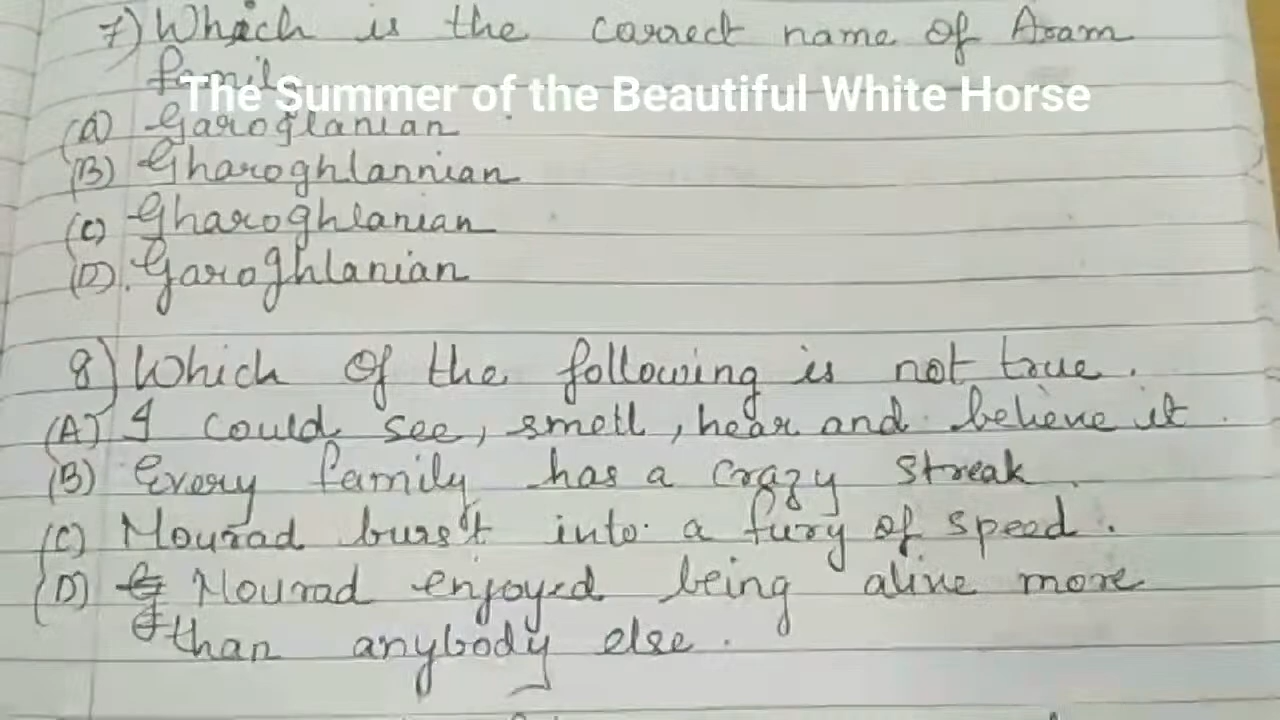 7) Which is the correct name of Aram
famil
The Summer of the Beautiful White Horse
(A) Garoglanian
(B) Gharoghlannian
(C) Gharoghlanian
(D). Garoghlanian
8) Which of the following is not true.
(A) I could see, smell, hear and believe it.
(B) Every family has a crazy streak
(C) Mourad burst into a fury of speed.
(D) Mourad enjoyed being alive more
than anybody else.